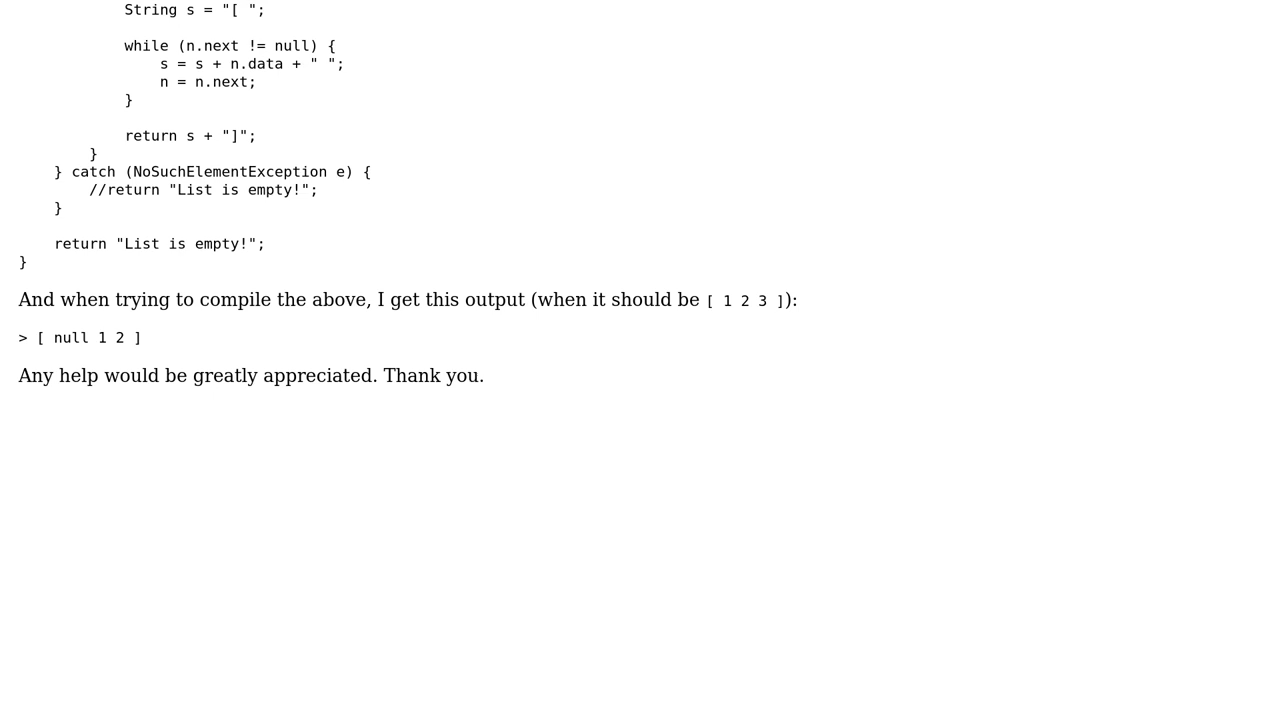 String s = "[ ";
while (n.next != null) {
s = s + n.data + " ";
n = n.next;
}
return s + "]";
}
} catch (NoSuchElementException e) {
//return "List is empty!";
}
return "List is empty!";
}
And when trying to compile the above, I get this output (when it should be [ 1 2 3 ]):
> [ null 1 2 ]
Any help would be greatly appreciated. Thank you.